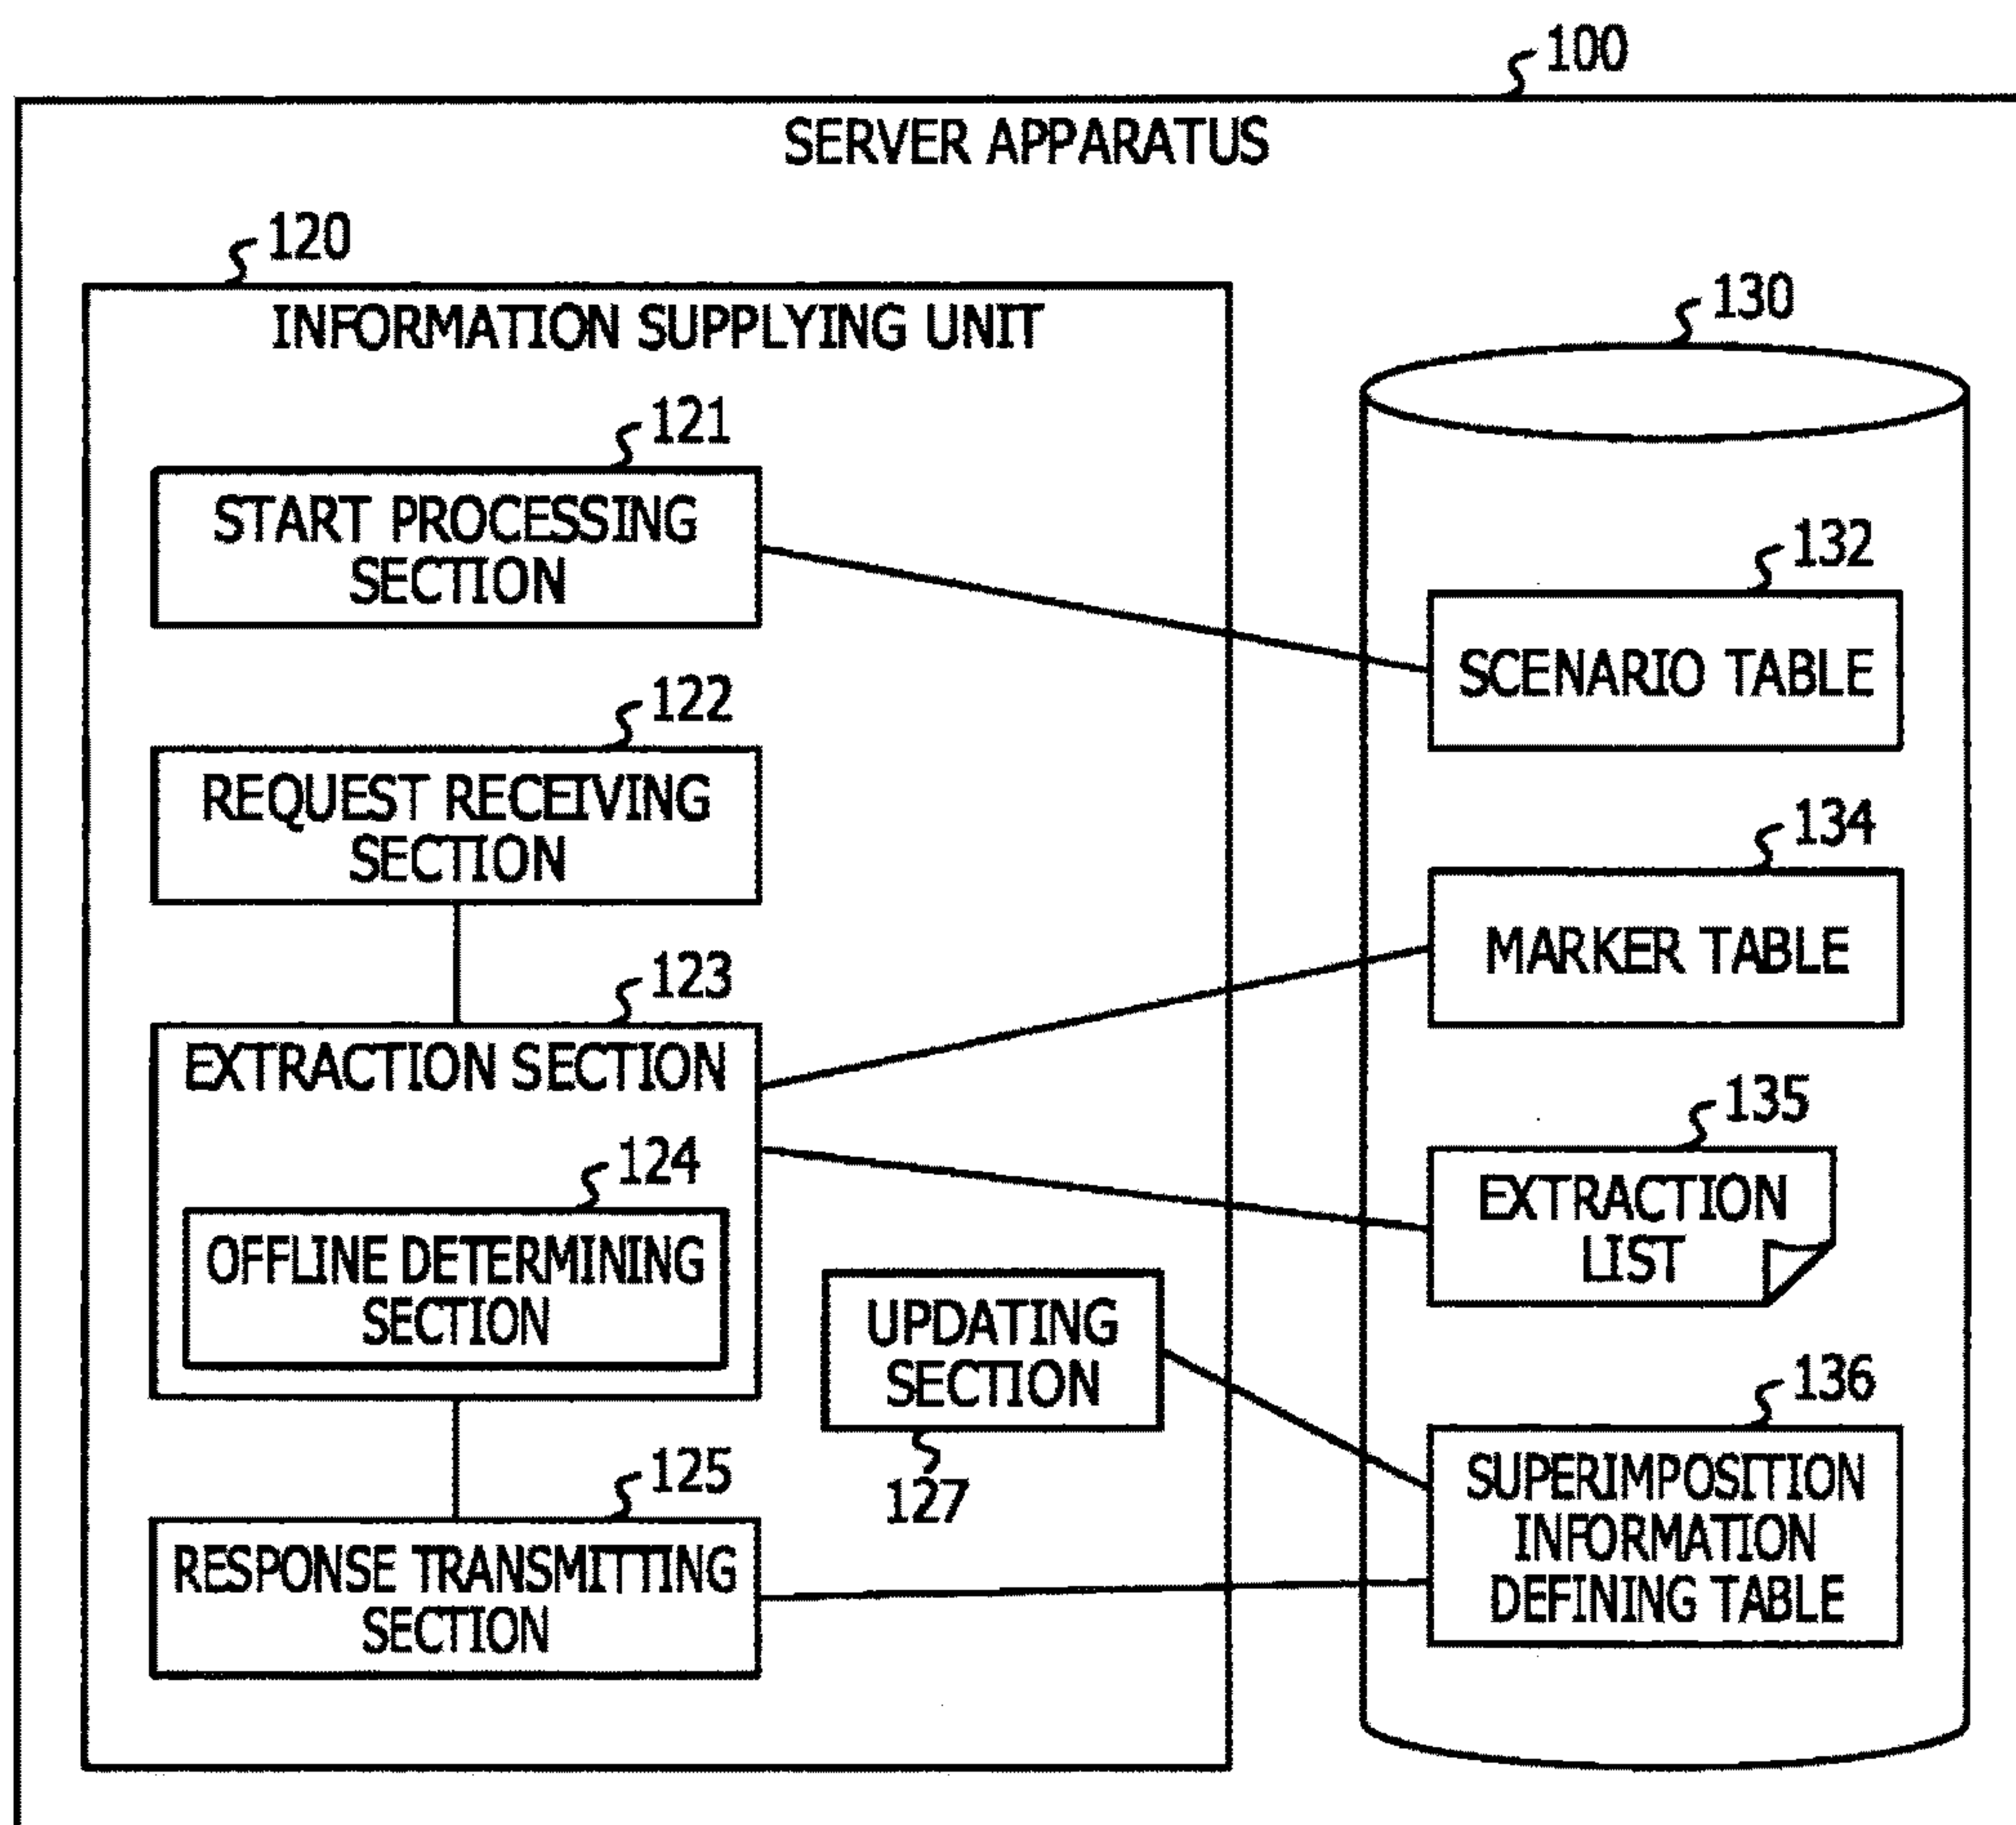 100
SERVER APPARATUS
120
INFORMATION SUPPLYING UNIT
121
START PROCESSING
SECTION
122
REQUEST RECEIVING
SECTION
123
EXTRACTION SECTION
124
OFFLINE DETERMINING
SECTION
UPDATING
SECTION
127
125
RESPONSE TRANSMITTING
SECTION
130
132
SCENARIO TABLE
134
MARKER TABLE
135
EXTRACTION
LIST
136
SUPERIMPOSITION
INFORMATION
DEFINING TABLE